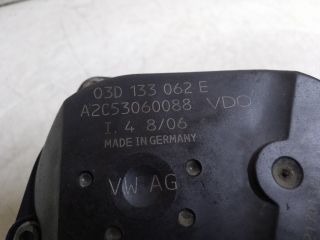 03D 133 062 E
A2C53060088 VDO
I. 4 8/06
MADE IN GERMANY
VW AG